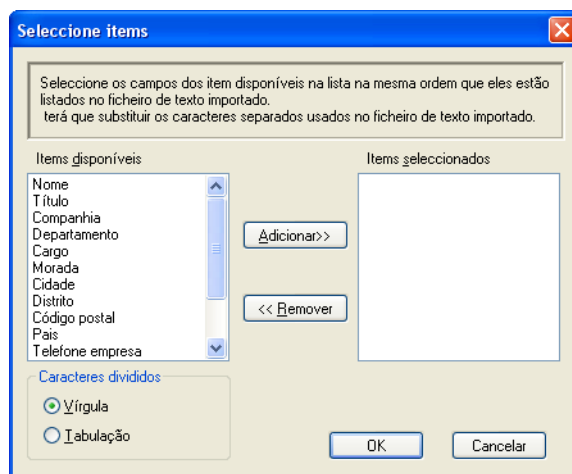 Seleccione items
Seleccione os campos dos item disponíveis na lista na mesma ordem que eles estão
listados no ficheiro de texto importado.
terá que substituir os caracteres separados usados no ficheiro de texto importado.
Items disponíveis
Items seleccionados
Nome
Título
Companhia
Departamento
Cargo
Morada
Cidade
Distrito
Código postal
Pais
Telefone empresa
Adicionar>>
<< Remover
Caracteres divididos
Vírgula
Tabulação
OK
Cancelar